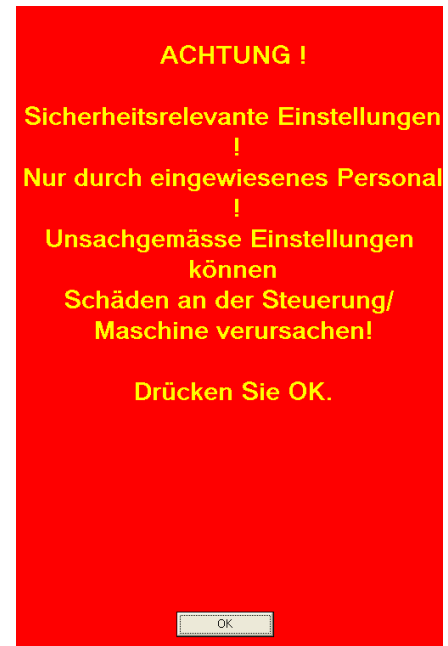 ACHTUNG !
Sicherheitsrelevante Einstellungen
!
Nur durch eingewiesenes Personal
!
Unsachgemässe Einstellungen
können
Schäden an der Steuerung/
Maschine verursachen!
Drücken Sie OK.
OK